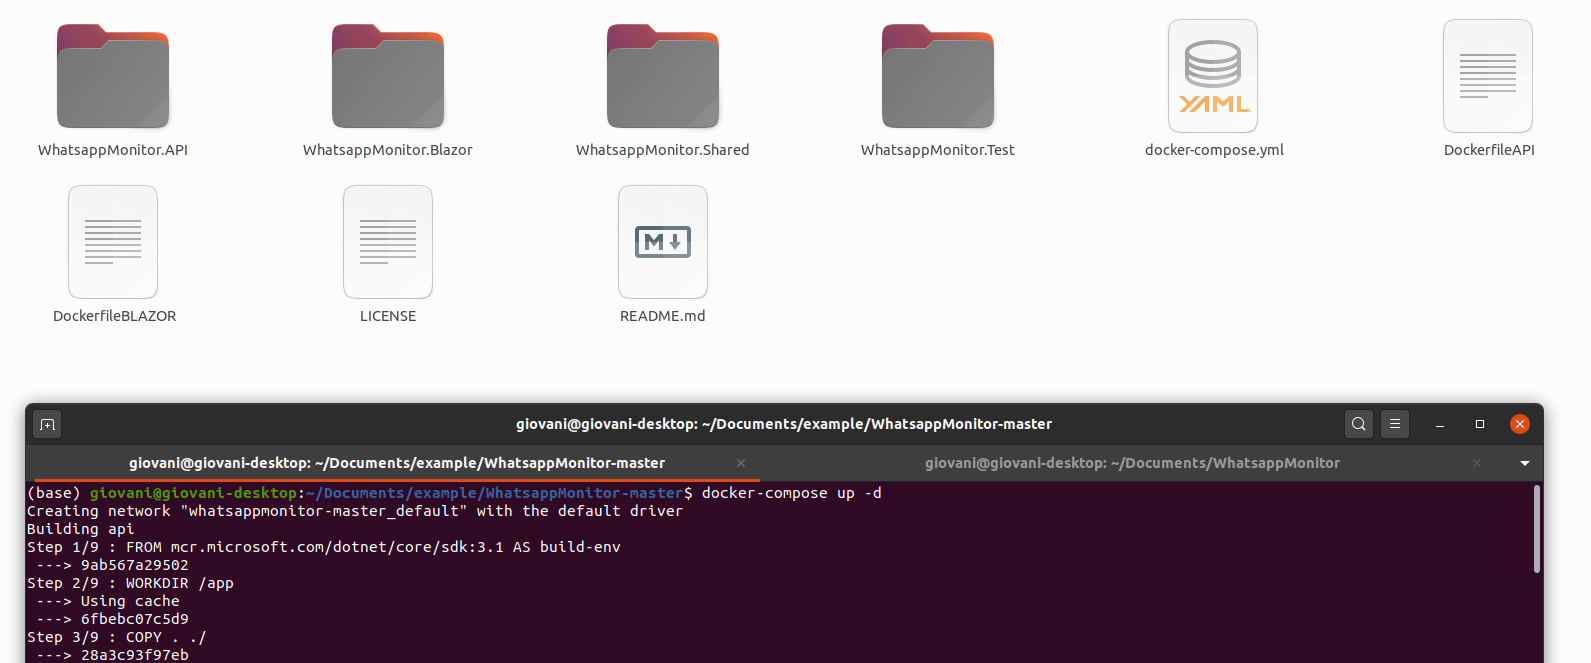 WhatsappMonitor.API
WhatsappMonitor.Blazor
WhatsappMonitor.Shared
WhatsappMonitor.Test
YAML
docker-compose.yml
DockerfileAPI
DockerfileBLAZOR
LICENSE
M
README.md
giovani@giovani-desktop: ~/Documents/example/WhatsappMonitor-master
giovani@giovani-desktop: ~/Documents/example/WhatsappMonitor-master
giovani@giovani-desktop: ~/Documents/WhatsappMonitor
(base) giovani@giovani-desktop:~/Documents/example/WhatsappMonitor-master$ docker-compose up -d
Creating network "whatsappmonitor-master_default" with the default driver
Building api
Step 1/9 : FROM mcr.microsoft.com/dotnet/core/sdk:3.1 AS build-env
---> 9ab567a29502
Step 2/9 : WORKDIR /app
---> Using cache
---> 6fbebc07c5d9
Step 3/9 : COPY . ./
---> 28a3c93f97eb